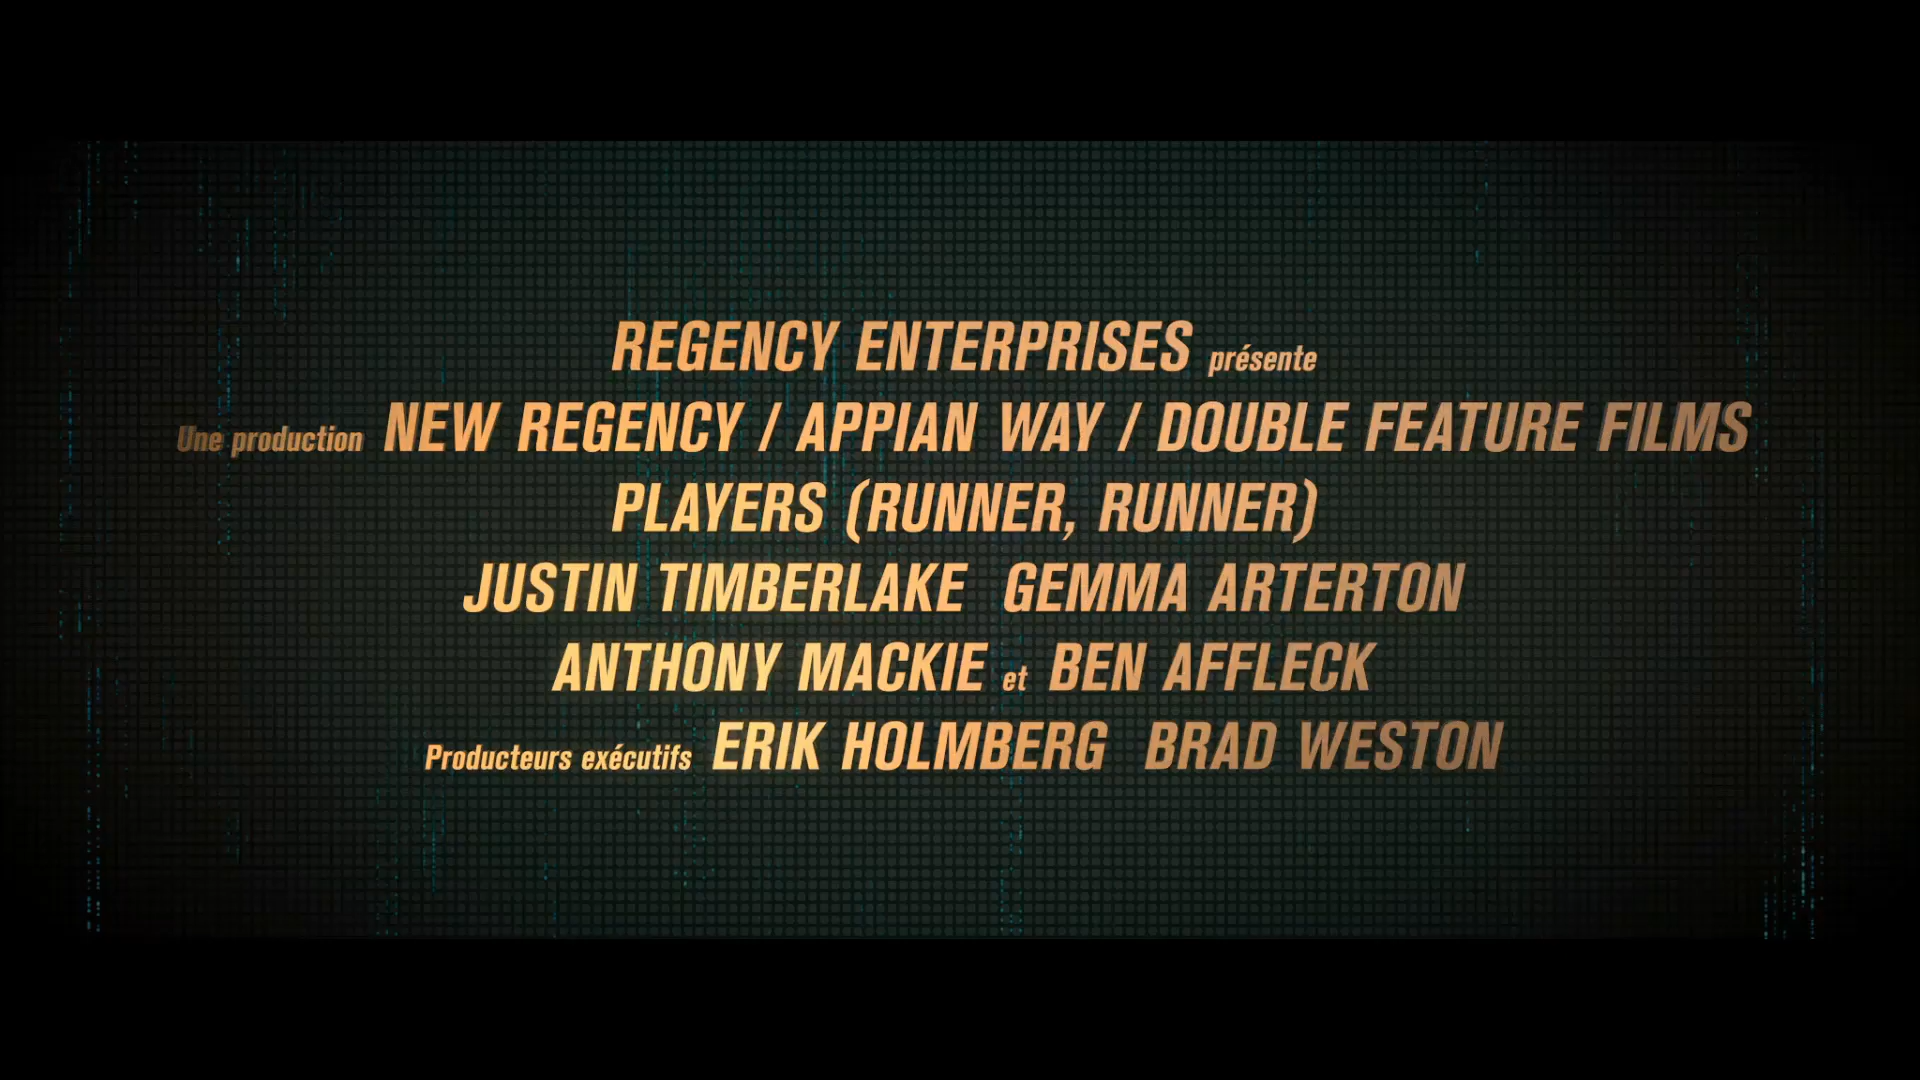 REGENCY ENTERPRISES présente
Une production NEW REGENCY / APPIAN WAY / DOUBLE FEATURE FILMS
PLAYERS (RUNNER, RUNNER)
JUSTIN TIMBERLAKE GEMMA ARTERTON
ANTHONY MACKIE et BEN AFFLECK
Producteurs exécutifs ERIK HOLMBERG BRAD WESTON